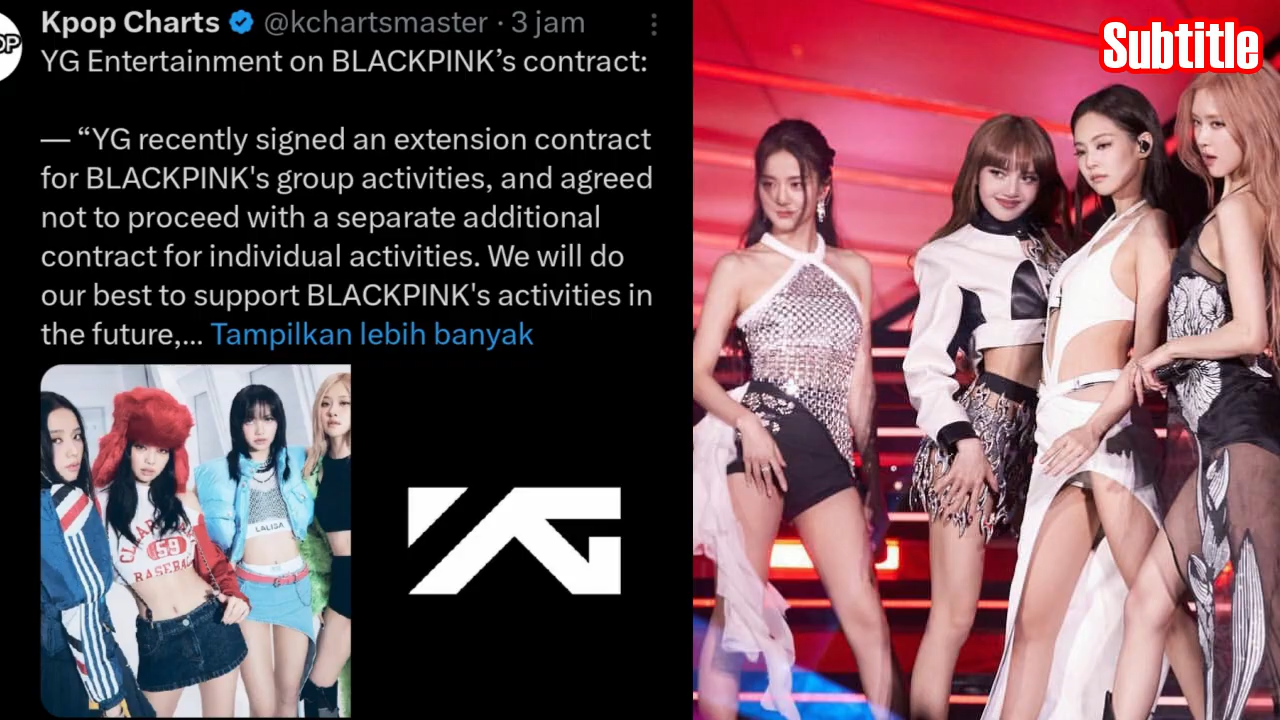 Kpop Charts @kchartsmaster · 3 jam
YG Entertainment on BLACKPINK’s contract:
— “YG recently signed an extension contract
for BLACKPINK's group activities, and agreed
not to proceed with a separate additional
contract for individual activities. We will do
our best to support BLACKPINK's activities in
the future,... Tampilkan lebih banyak
LALISA
59
BASEBA
YG
Subtitle